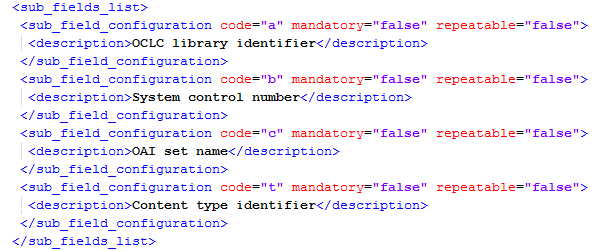 <sub_fields_list>
<sub_field_configuration code="a" mandatory="false" repeatable="false">
<description>OCLC library identifier</description>
</sub_field_configuration>
<sub_field_configuration code="b" mandatory="false" repeatable="false">
<description>System control number</description>
</sub_field_configuration>
<sub_field_configuration code="c" mandatory="false" repeatable="false">
<description>OAI set name</description>
</sub_field_configuration>
<sub_field_configuration code="t" mandatory="false" repeatable="false">
<description>Content type identifier</description>
</sub_field_configuration>
</sub_fields_list>